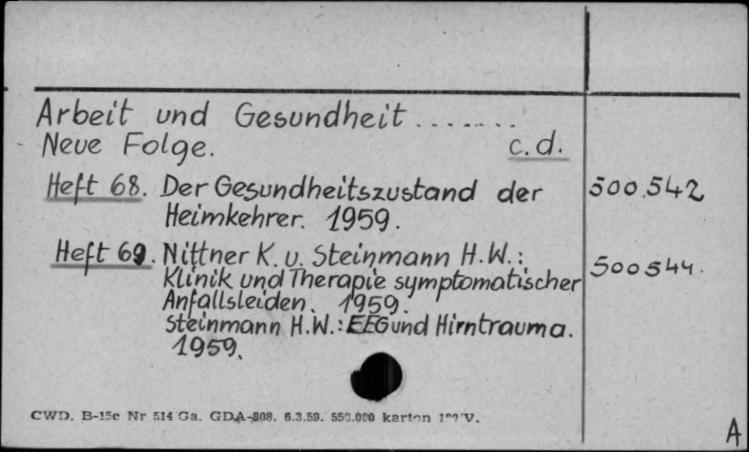 Arbeit und Gesundheit ........
Neue Folge. c.d.
Heft 68. Der Gesundheitszustand der 500.542
Heimkehrer. 1959.
Heft 69. Nittner K. u. Steinmann H.W.: 500544.
Klinik und Therapie symptomatischer
Anfallsleiden. 1959.
Steinmann H.W.: EEG und Hirntrauma.
1959.
CWD. B-15c Nr 514 Ga. GDA-808. 6.3.59. 550.000 karton V.
A